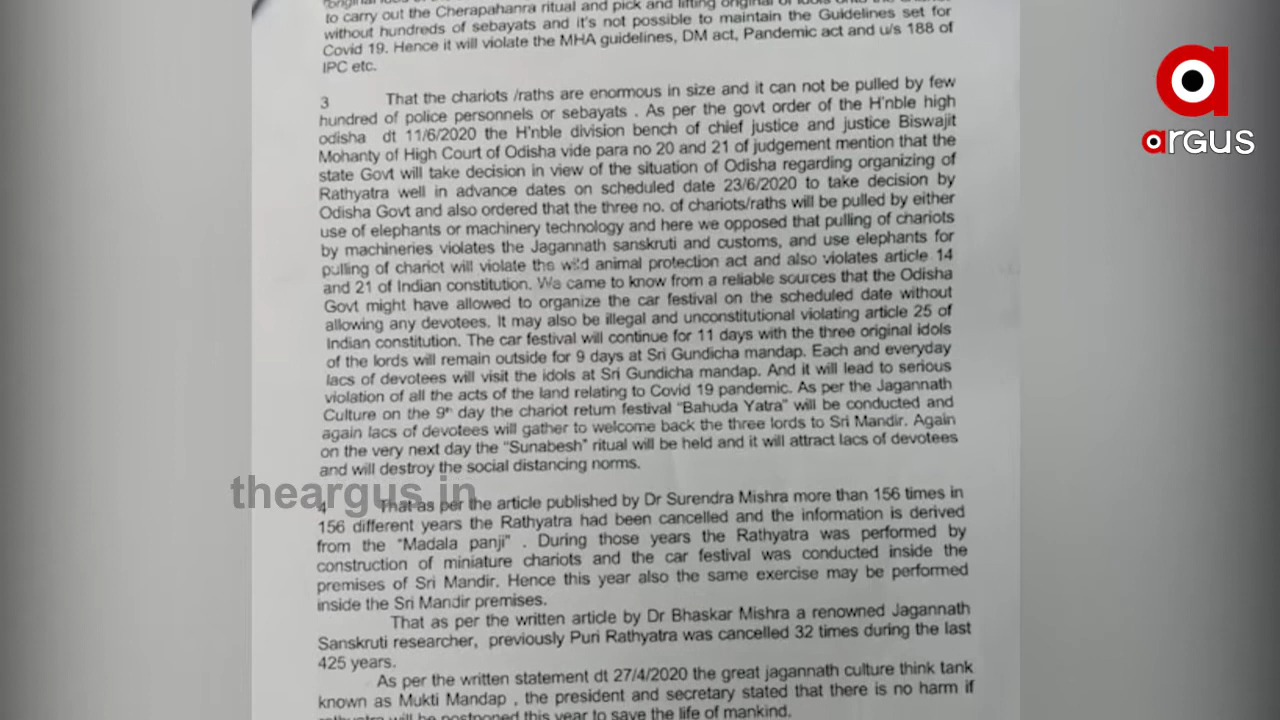 to carry out the Cherapahanra ritual and pick and lifting original of idols onto the
without hundreds of sebayats and it's not possible to maintain the Guidelines set for
Covid 19. Hence it will violate the MHA guidelines, DM act, Pandemic act and u/s 188 of
IPC etc.
3 That the chariots /raths are enormous in size and it can not be pulled by few
hundred of police personnels or sebayats . As per the govt order of the H'nble high
odisha dt 11/6/2020 the H'nble division bench of chief justice and justice Biswajit
Mohanty of High Court of Odisha vide para no 20 and 21 of judgement mention that the
state Govt will take decision in view of the situation of Odisha regarding organizing of
Rathyatra well in advance dates on scheduled date 23/6/2020 to take decision by
Odisha Govt and also ordered that the three no. of chariots/raths will be pulled by either
use of elephants or machinery technology and here we opposed that pulling of chariots
by machineries violates the Jagannath sanskruti and customs, and use elephants for
pulling of chariot will violate the wild animal protection act and also violates article 14
and 21 of Indian constitution. We came to know from a reliable sources that the Odisha
Govt might have allowed to organize the car festival on the scheduled date without
allowing any devotees. It may also be illegal and unconstitutional violating article 25 of
Indian constitution. The car festival will continue for 11 days with the three original idols
of the lords will remain outside for 9 days at Sri Gundicha mandap. Each and everyday
lacs of devotees will visit the idols at Sri Gundicha mandap. And it will lead to serious
violation of all the acts of the land relating to Covid 19 pandemic. As per the Jagannath
Culture on the 9th day the chariot return festival "Bahuda Yatra" will be conducted and
again lacs of devotees will gather to welcome back the three lords to Sri Mandir. Again
on the very next day the "Sunabesh" ritual will be held and it will attract lacs of devotees
and will destroy the social distancing norms.
4 That as per the article published by Dr Surendra Mishra more than 156 times in
156 different years the Rathyatra had been cancelled and the information is derived
from the "Madala panji" . During those years the Rathyatra was performed by
construction of miniature chariots and the car festival was conducted inside the
premises of Sri Mandir. Hence this year also the same exercise may be performed
inside the Sri Mandir premises.
That as per the written article by Dr Bhaskar Mishra a renowned Jagannath
Sanskruti researcher, previously Puri Rathyatra was cancelled 32 times during the last
425 years.
As per the written statement dt 27/4/2020 the great jagannath culture think tank
known as Mukti Mandap , the president and secretary stated that there is no harm if
rathyatra will be postponed this year to save the life of mankind.
argus
theargus.in